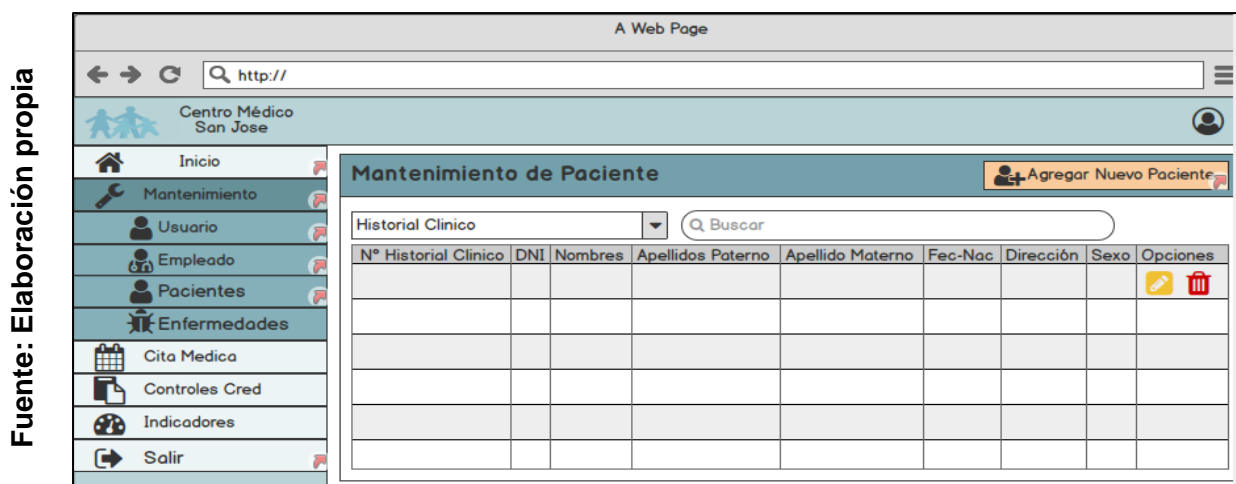 Fuente: Elaboración propia
A Web Page
http://
Centro Médico
San Jose
Inicio
Mantenimiento
Usuario
Empleado
Pacientes
Enfermedades
Cita Medica
Controles Cred
Indicadores
Salir
Mantenimiento de Paciente
Agregar Nuevo Paciente
Historial Clinico
Buscar
N° Historial Clinico DNI Nombres Apellidos Paterno Apellido Materno Fec-Nac Dirección Sexo Opciones